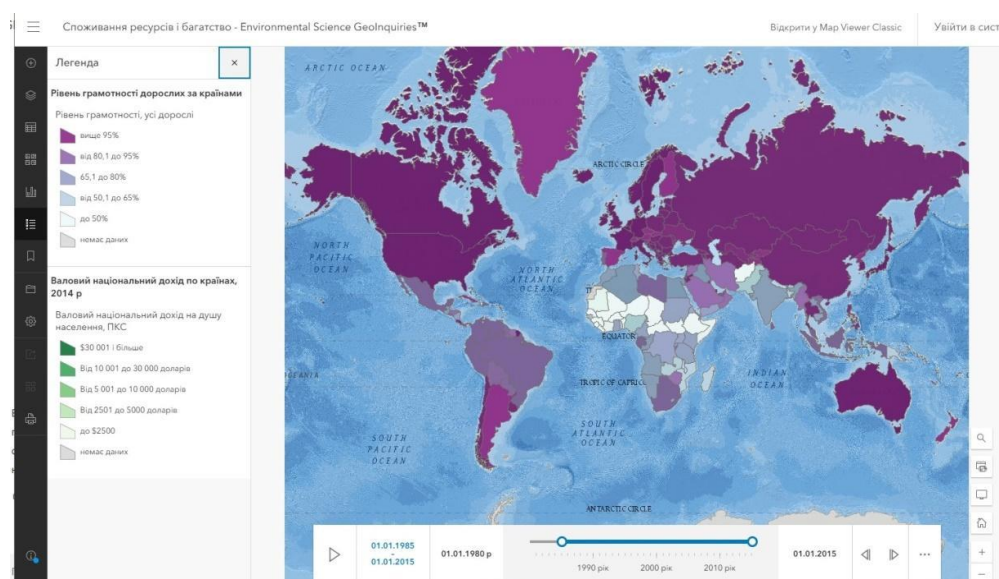 Споживання ресурсів і багатство - Environmental Science GeoInquiries™
Відкрити у Map Viewer Classic
Увійти в сист
Легенда
Рівень грамотності дорослих за країнами
Рівень грамотності, усі дорослі
вище 95%
від 80,1 до 95%
65,1 до 80%
від 50,1 до 65%
до 50%
немає даних
Валовий національний дохід по країнах,
2014 р
Валовий національний дохід на душу
населення, ПКС
$30 001 і більше
Від 10 001 до 30 000 доларів
Від 5 001 до 10 000 доларів
Від 2501 до 5000 доларів
до $2500
немає даних
ARCTIC OCEAN
ARCTIC CIRCLE
NORTH
PACIFIC
OCEAN
NORTH
ATLANTIC
OCEAN
EQUATOR
TROPIC OF CAPRIC
INDIAN
OCEAN
SOUTH
PACIFIC
OCEAN
SOUTH
ATLANTIC
OCEAN
ANTARCTIC CIRCLE
01.01.1985
-
01.01.2015
01.01.1980 р
1990 рік
2000 рік
2010 рік
01.01.2015